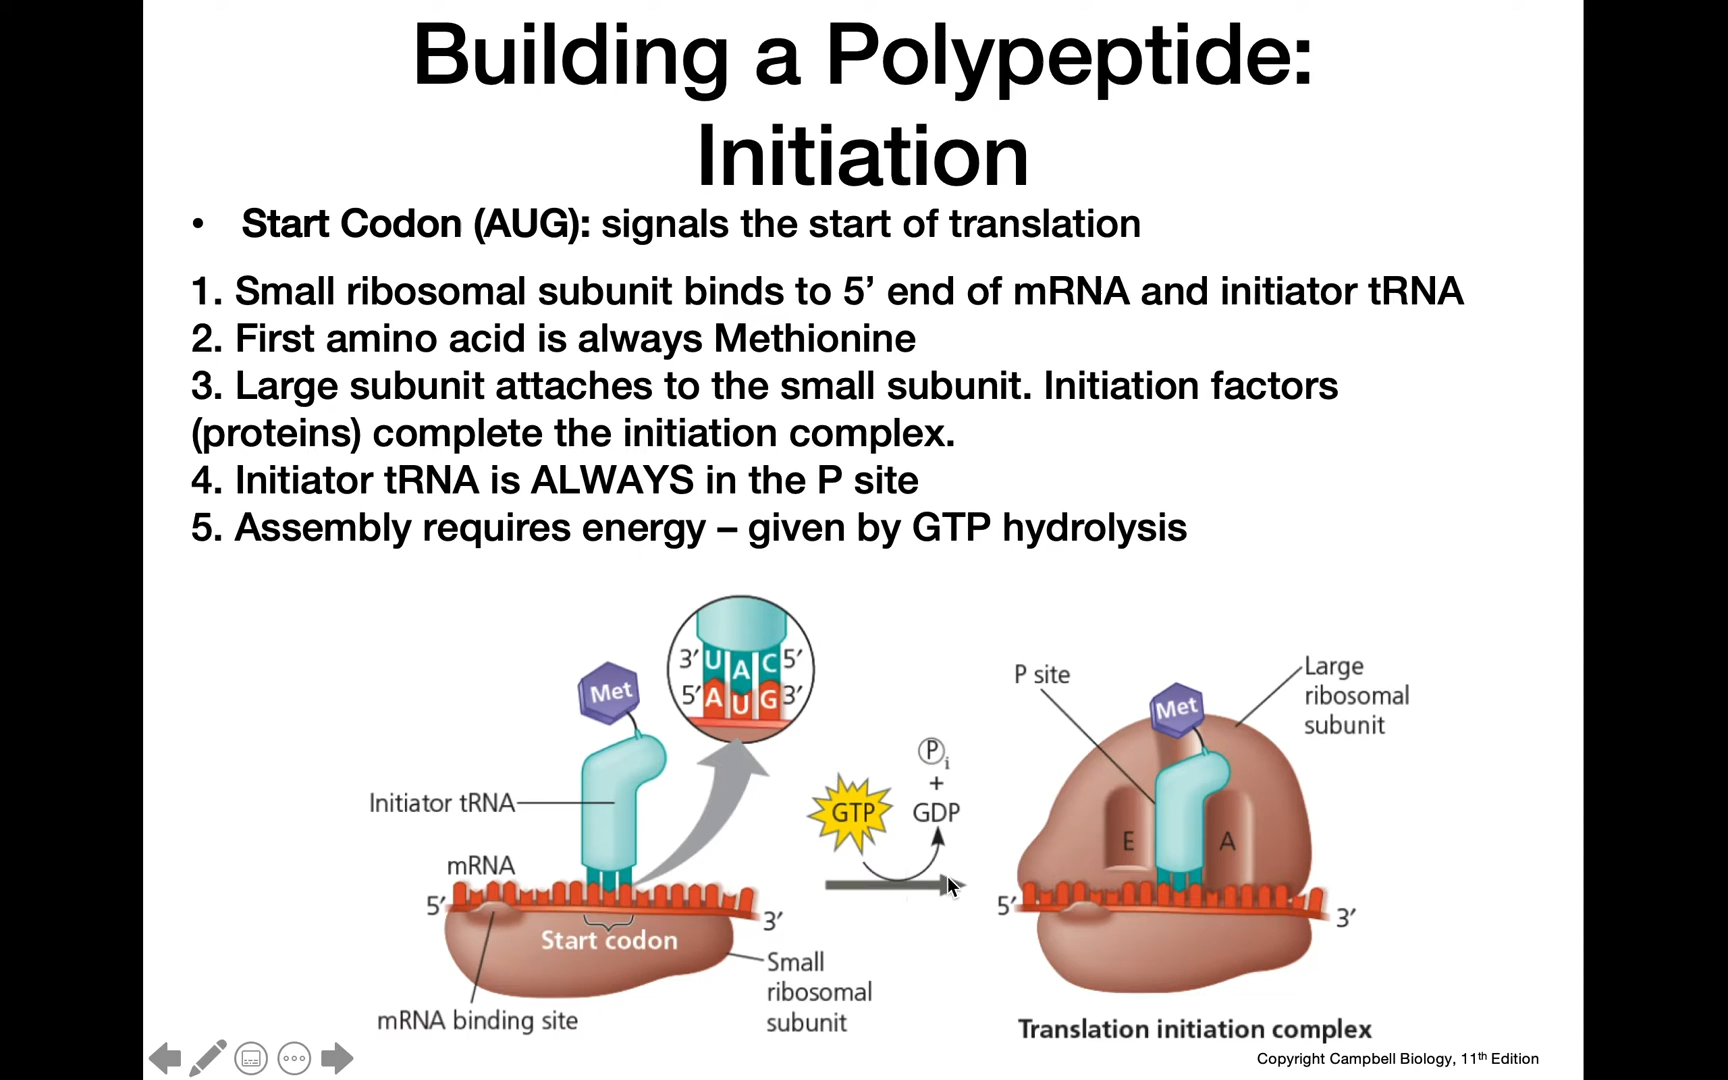 Building a Polypeptide:
Initiation
• Start Codon (AUG): signals the start of translation
1. Small ribosomal subunit binds to 5’ end of mRNA and initiator tRNA
2. First amino acid is always Methionine
3. Large subunit attaches to the small subunit. Initiation factors
(proteins) complete the initiation complex.
4. Initiator tRNA is ALWAYS in the P site
5. Assembly requires energy – given by GTP hydrolysis
3′ U A C 5′
5′ A U G 3′
Met
Initiator tRNA
mRNA
5′
3′
Start codon
Small
ribosomal
subunit
mRNA binding site
GTP
P i
+
GDP
P site
Met
Large
ribosomal
subunit
E
A
5′
3′
Translation initiation complex
Copyright Campbell Biology, 11th Edition